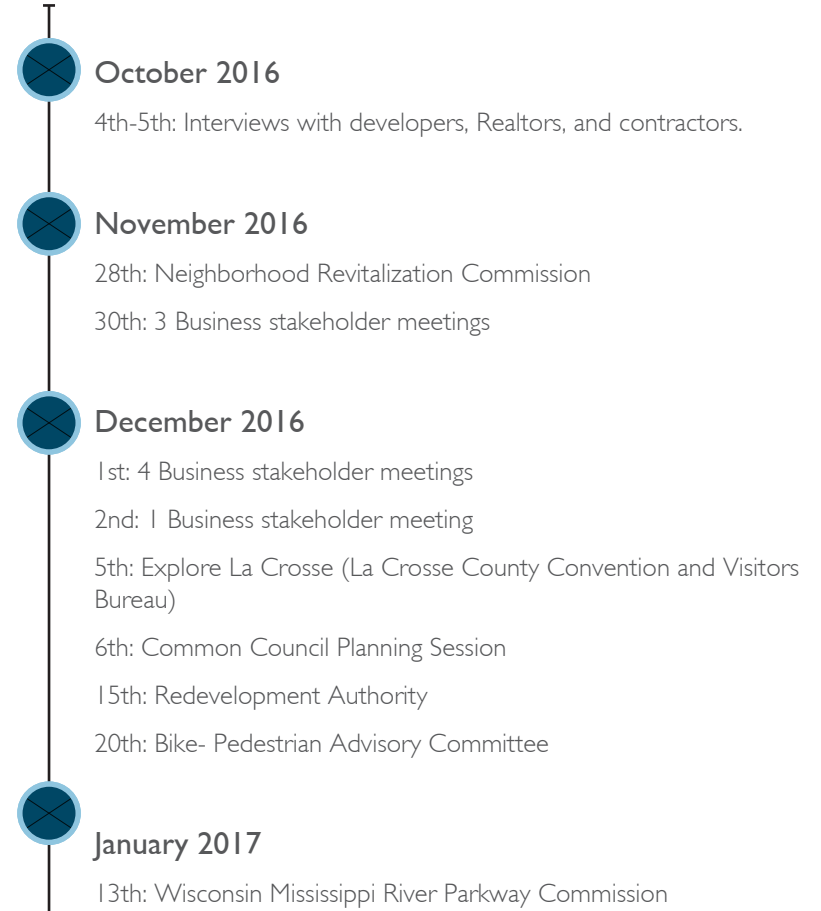 October 2016
4th-5th: Interviews with developers, Realtors, and contractors.
November 2016
28th: Neighborhood Revitalization Commission
30th: 3 Business stakeholder meetings
December 2016
1st: 4 Business stakeholder meetings
2nd: 1 Business stakeholder meeting
5th: Explore La Crosse (La Crosse County Convention and Visitors
Bureau)
6th: Common Council Planning Session
15th: Redevelopment Authority
20th: Bike- Pedestrian Advisory Committee
January 2017
13th: Wisconsin Mississippi River Parkway Commission